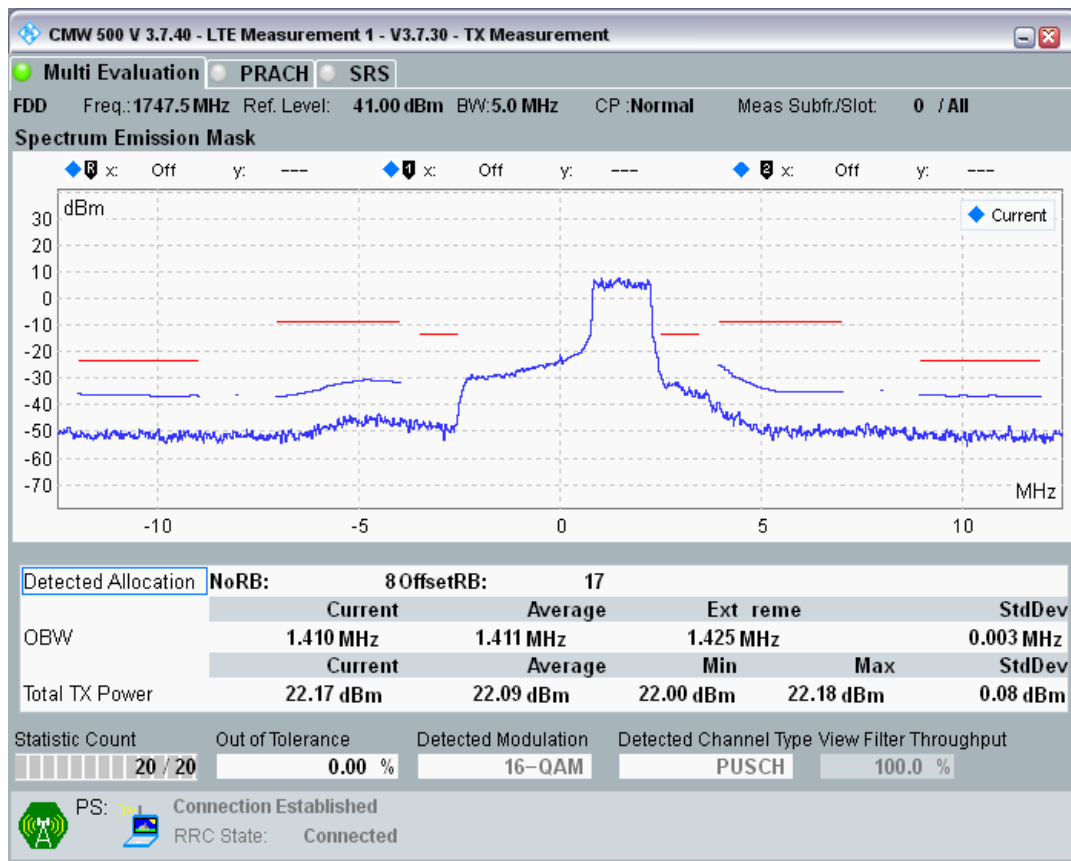 CMW 500 V 3.7.40 - LTE Measurement 1 - V3.7.30 - TX Measurement
Multi Evaluation PRACH SRS
FDD Freq.:1747.5 MHz Ref. Level: 41.00 dBm BW:5.0 MHz CP :Normal Meas Subfr./Slot: 0 / All
Spectrum Emission Mask
R x: Off y: --- 1 x: Off y: --- 2 x: Off y: ---
dBm
Current
30
20
10
0
-10
-20
-30
-40
-50
-60
-70
MHz
-10 -5 0 5 10
Detected Allocation NoRB: 8 OffsetRB: 17
Current Average Ext reme StdDev
OBW 1.410 MHz 1.411 MHz 1.425 MHz 0.003 MHz
Current Average Min Max StdDev
Total TX Power 22.17 dBm 22.09 dBm 22.00 dBm 22.18 dBm 0.08 dBm
Statistic Count Out of Tolerance Detected Modulation Detected Channel Type View Filter Throughput
20 / 20 0.00 % 16-QAM PUSCH 100.0 %
PS: Connection Established
RRC State: Connected